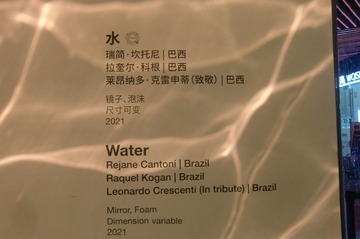 水
瑞简·坎托尼 | 巴西
拉奎尔·科根 | 巴西
莱昂纳多·克雷申蒂(致敬) | 巴西
镜子、泡沫
尺寸可变
2021
Water
Rejane Cantoni | Brazil
Raquel Kogan | Brazil
Leonardo Crescenti (In tribute) | Brazil
Mirror, Foam
Dimension variable
2021